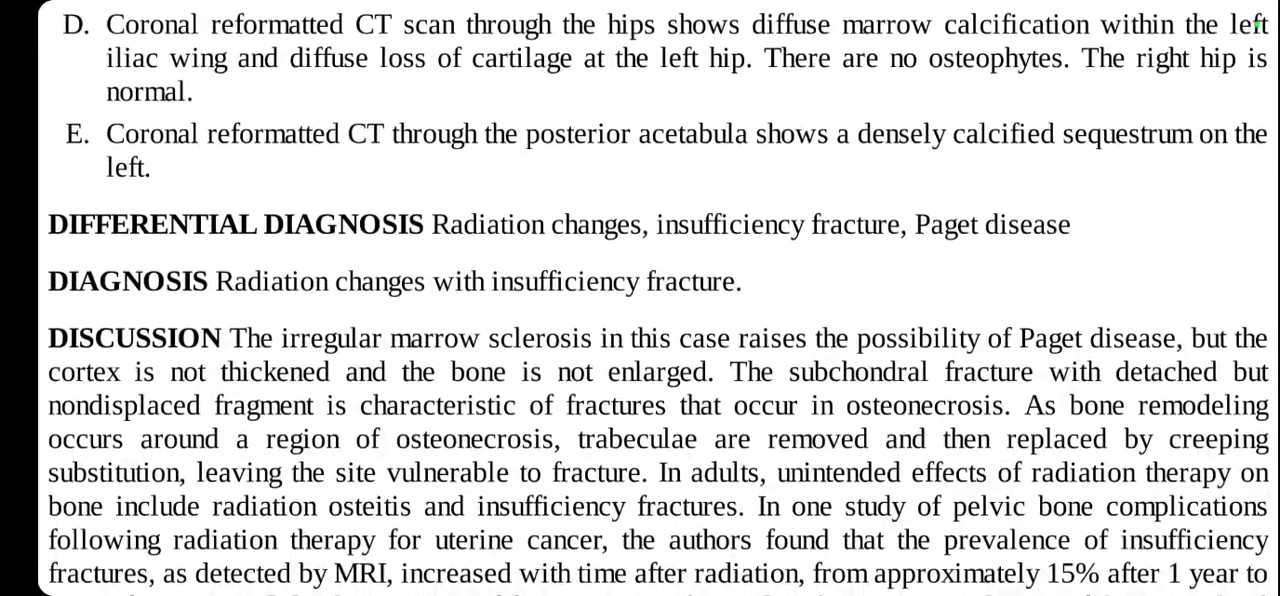 D. Coronal reformatted CT scan through the hips shows diffuse marrow calcification within the left
iliac wing and diffuse loss of cartilage at the left hip. There are no osteophytes. The right hip is
normal.
E. Coronal reformatted CT through the posterior acetabula shows a densely calcified sequestrum on the
left.
DIFFERENTIAL DIAGNOSIS Radiation changes, insufficiency fracture, Paget disease
DIAGNOSIS Radiation changes with insufficiency fracture.
DISCUSSION The irregular marrow sclerosis in this case raises the possibility of Paget disease, but the
cortex is not thickened and the bone is not enlarged. The subchondral fracture with detached but
nondisplaced fragment is characteristic of fractures that occur in osteonecrosis. As bone remodeling
occurs around a region of osteonecrosis, trabeculae are removed and then replaced by creeping
substitution, leaving the site vulnerable to fracture. In adults, unintended effects of radiation therapy on
bone include radiation osteitis and insufficiency fractures. In one study of pelvic bone complications
following radiation therapy for uterine cancer, the authors found that the prevalence of insufficiency
fractures, as detected by MRI, increased with time after radiation, from approximately 15% after 1 year to